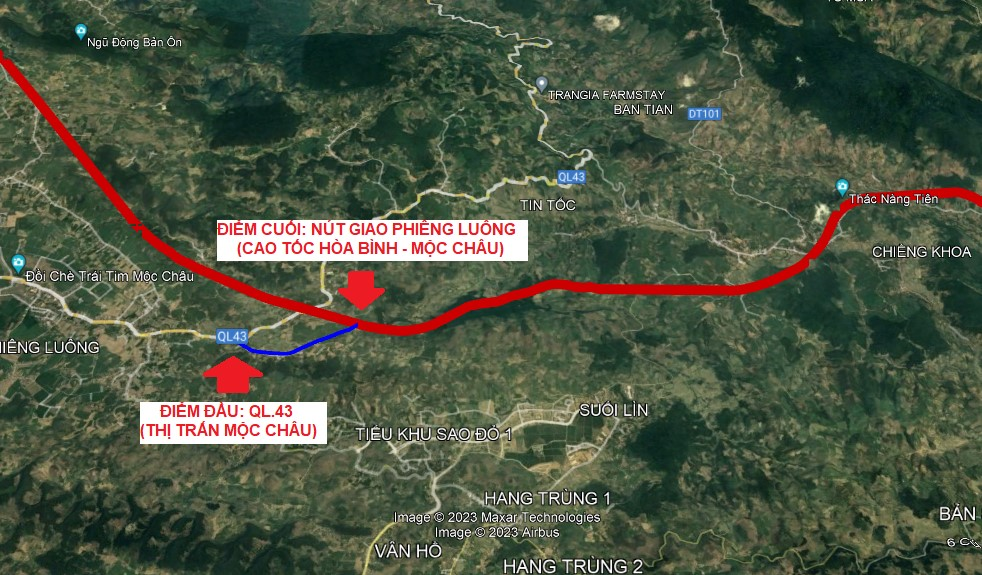 Ngũ Động Bản Ôn
TRANGIA FARMSTAY
BAN TIAN
DT101
QL43
TIN TỐC
Thác Nàng Tiên
ĐIỂM CUỐI: NÚT GIAO PHIÊNG LUÔNG
(CAO TỐC HÒA BÌNH - MỘC CHÂU)
CHIỀNG KHOA
Đồi Chè Trái Tim Mộc Châu
QL43
HIÊNG LUÔNG
ĐIỂM ĐẦU: QL.43
(THỊ TRẤN MỘC CHÂU)
SUỐI LÌN
TIỂU KHU SAO ĐỎ 1
HANG TRÙNG 1
Image © 2023 Maxar Technologies
Image © 2023 Airbus
BẢN
VÂN HỒ
HANG TRÙNG 2